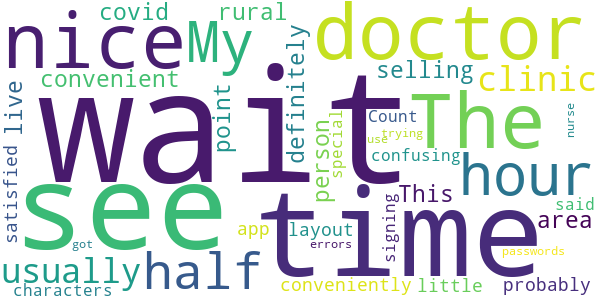 covid rural
nice My doctor
convenient selling clinic
wait
satisfied live point definitely person special Count The nurse
use trying
confusing
see time hour
This said
signing area
app layout errors
got passwords
usually half conveniently little probably
characters